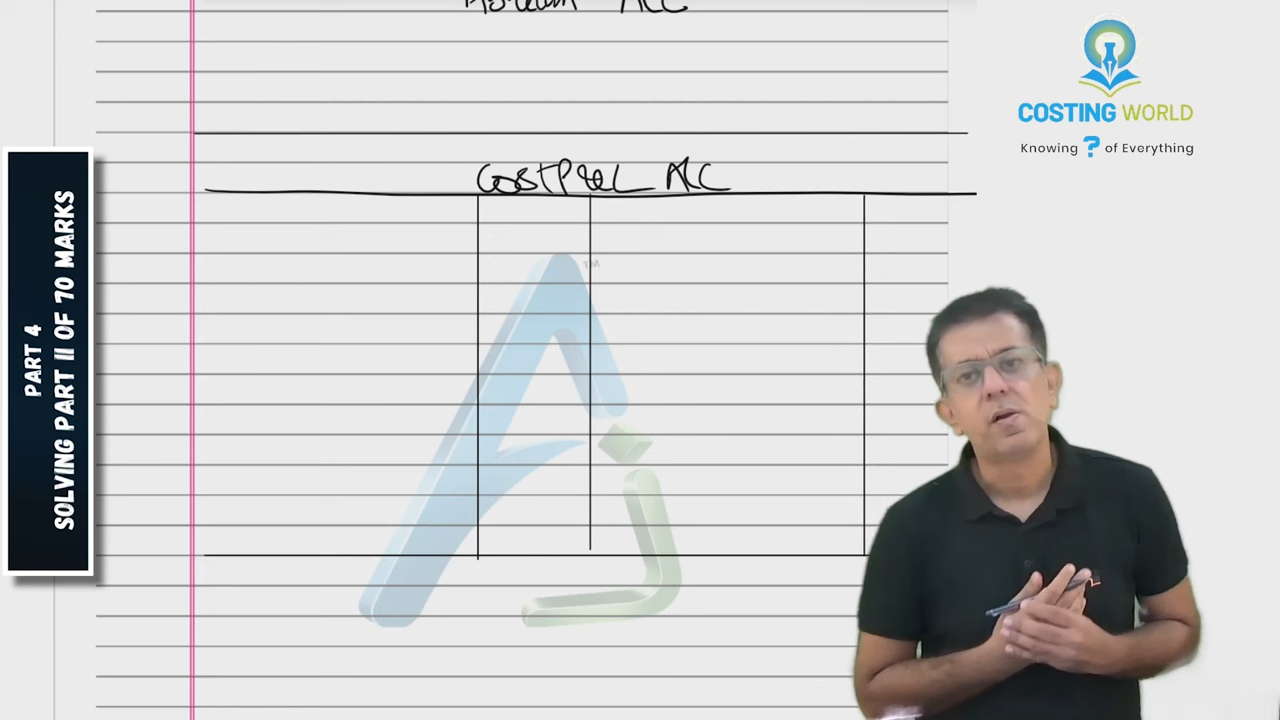 A/C
Cost P&L A/C
COSTING WORLD
Knowing ? of Everything
PART 4
SOLVING PART II OF 70 MARKS